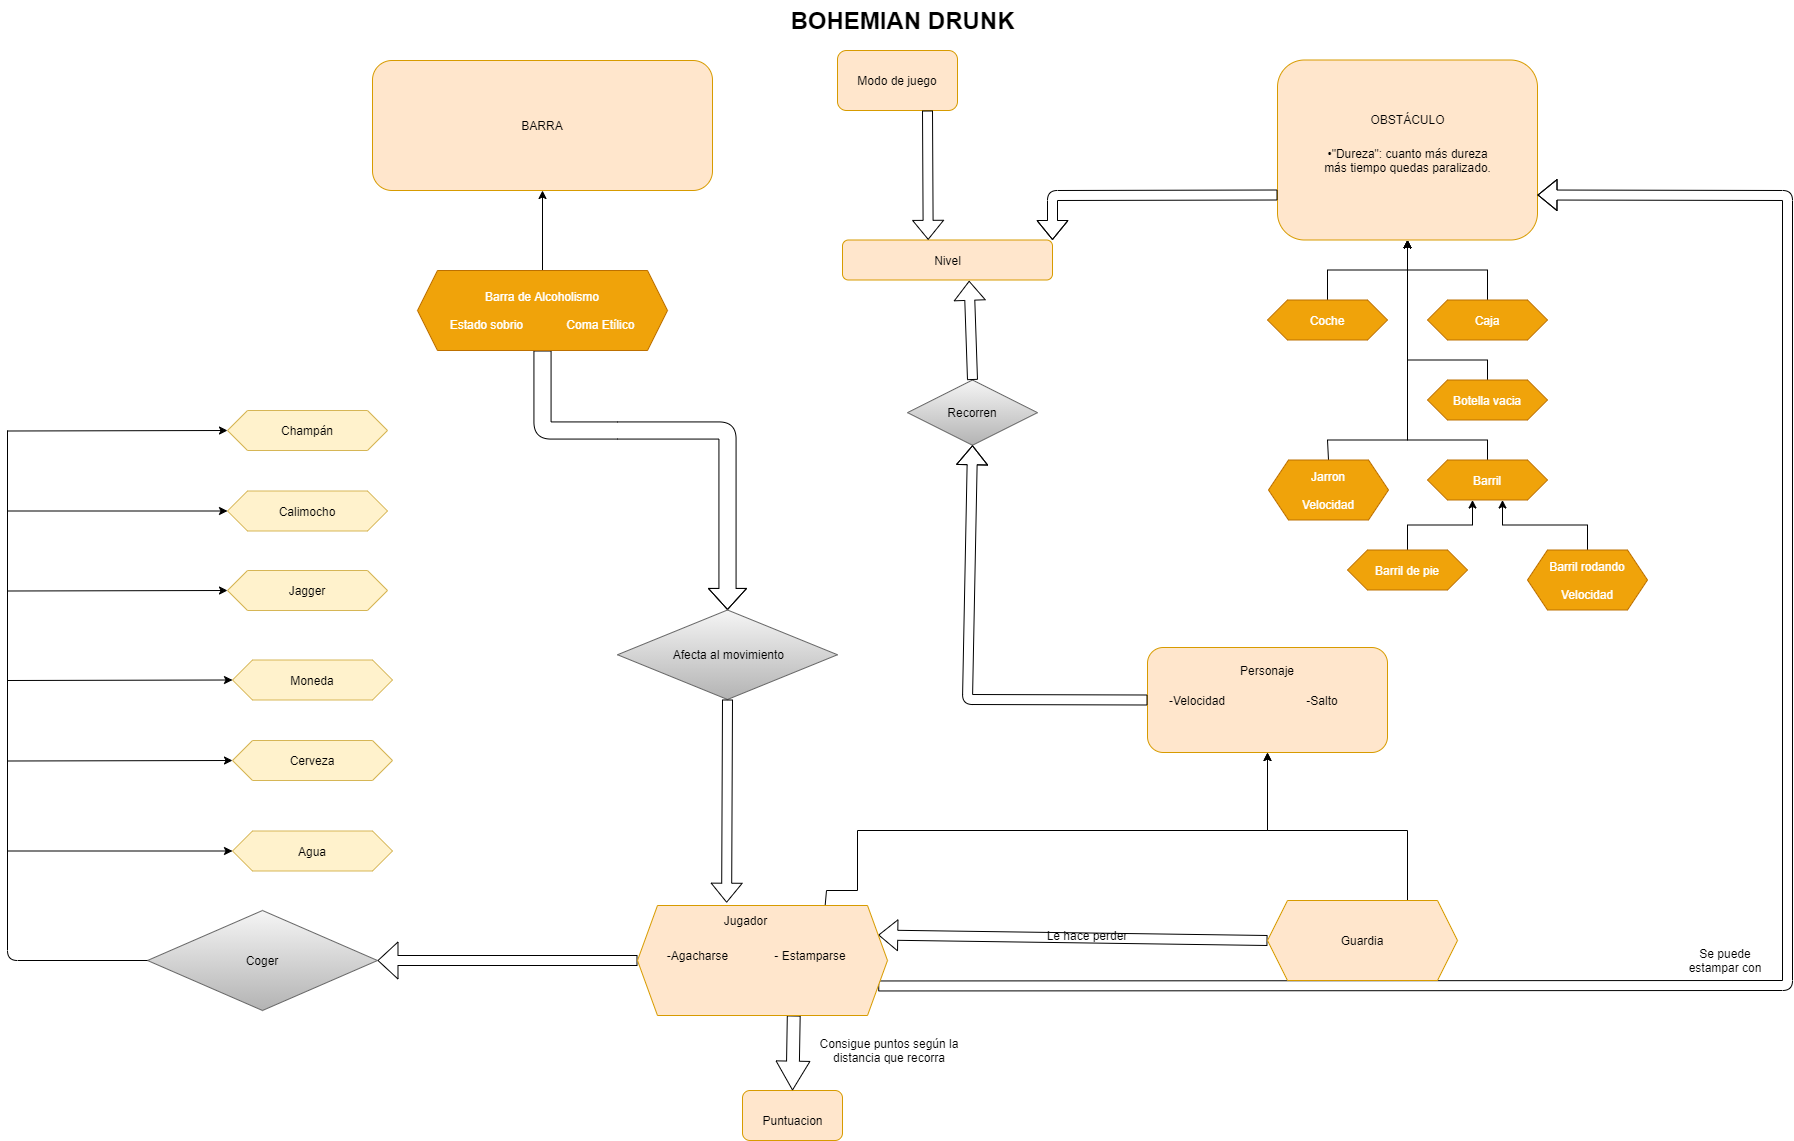 BOHEMIAN DRUNK
BARRA
Modo de juego
OBSTÁCULO
•"Dureza": cuanto más dureza
más tiempo quedas paralizado.
Nivel
Barra de Alcoholismo
Estado sobrio Coma Etílico
Coche
Caja
Botella vacia
Recorren
Jarron
Velocidad
Barril
Barril de pie
Barril rodando
Velocidad
Champán
Calimocho
Jagger
Moneda
Cerveza
Agua
Afecta al movimiento
Personaje
-Velocidad -Salto
Coger
Jugador
-Agacharse - Estamparse
Le hace perder
Guardia
Se puede
estampar con
Consigue puntos según la
distancia que recorra
Puntuacion